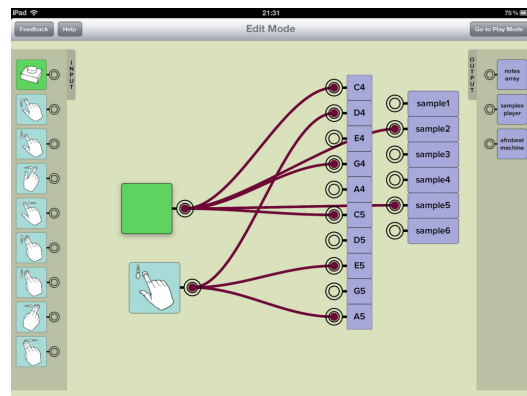 iPad
21:31
75%
Feedback
Help
Edit Mode
Go to Play Mode
INPUT
OUTPUT
C4
D4
E4
G4
A4
C5
D5
E5
G5
A5
sample1
sample2
sample3
sample4
sample5
sample6
notes
array
samples
player
afrobeat
machine